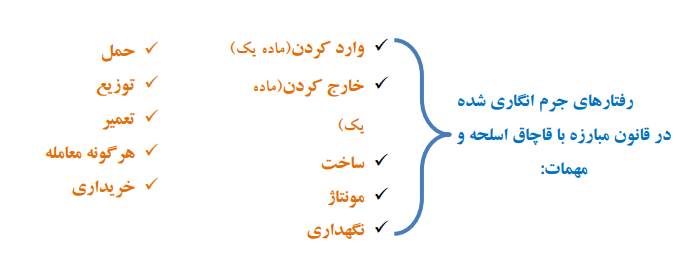 رفتارهای جرم انگاری شده
در قانون مبارزه با قاچاق اسلحه و
مهمات:
✓ وارد کردن(ماده یک)
✓ خارج کردن(ماده
یک)
✓ ساخت
✓ مونتاژ
✓ نگهداری
✓ حمل
✓ توزیع
✓ تعمیر
✓ هرگونه معامله
✓ خریداری